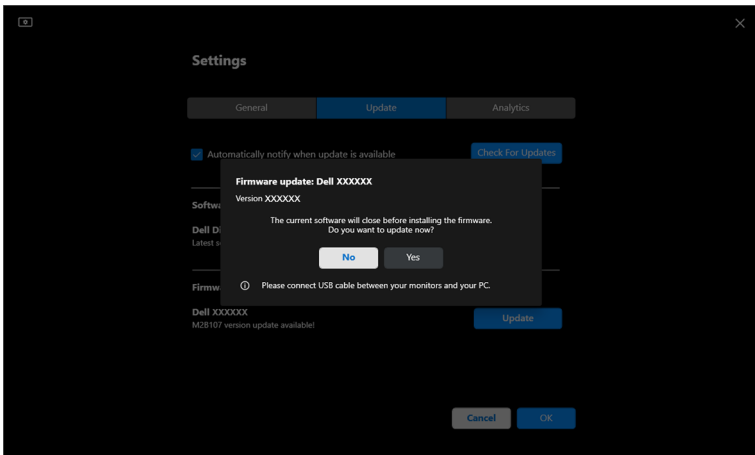 Settings
General Update Analytics
Automatically notify when update is available Check For Updates
Firmware update: Dell XXXXXX
Version XXXXXX
Softwa
The current software will close before installing the firmware.
Dell Di
Do you want to update now?
Latest s
No Yes
Firmw
Please connect USB cable between your monitors and your PC.
Dell XXXXXX
M2B107 version update available!
Update
Cancel OK